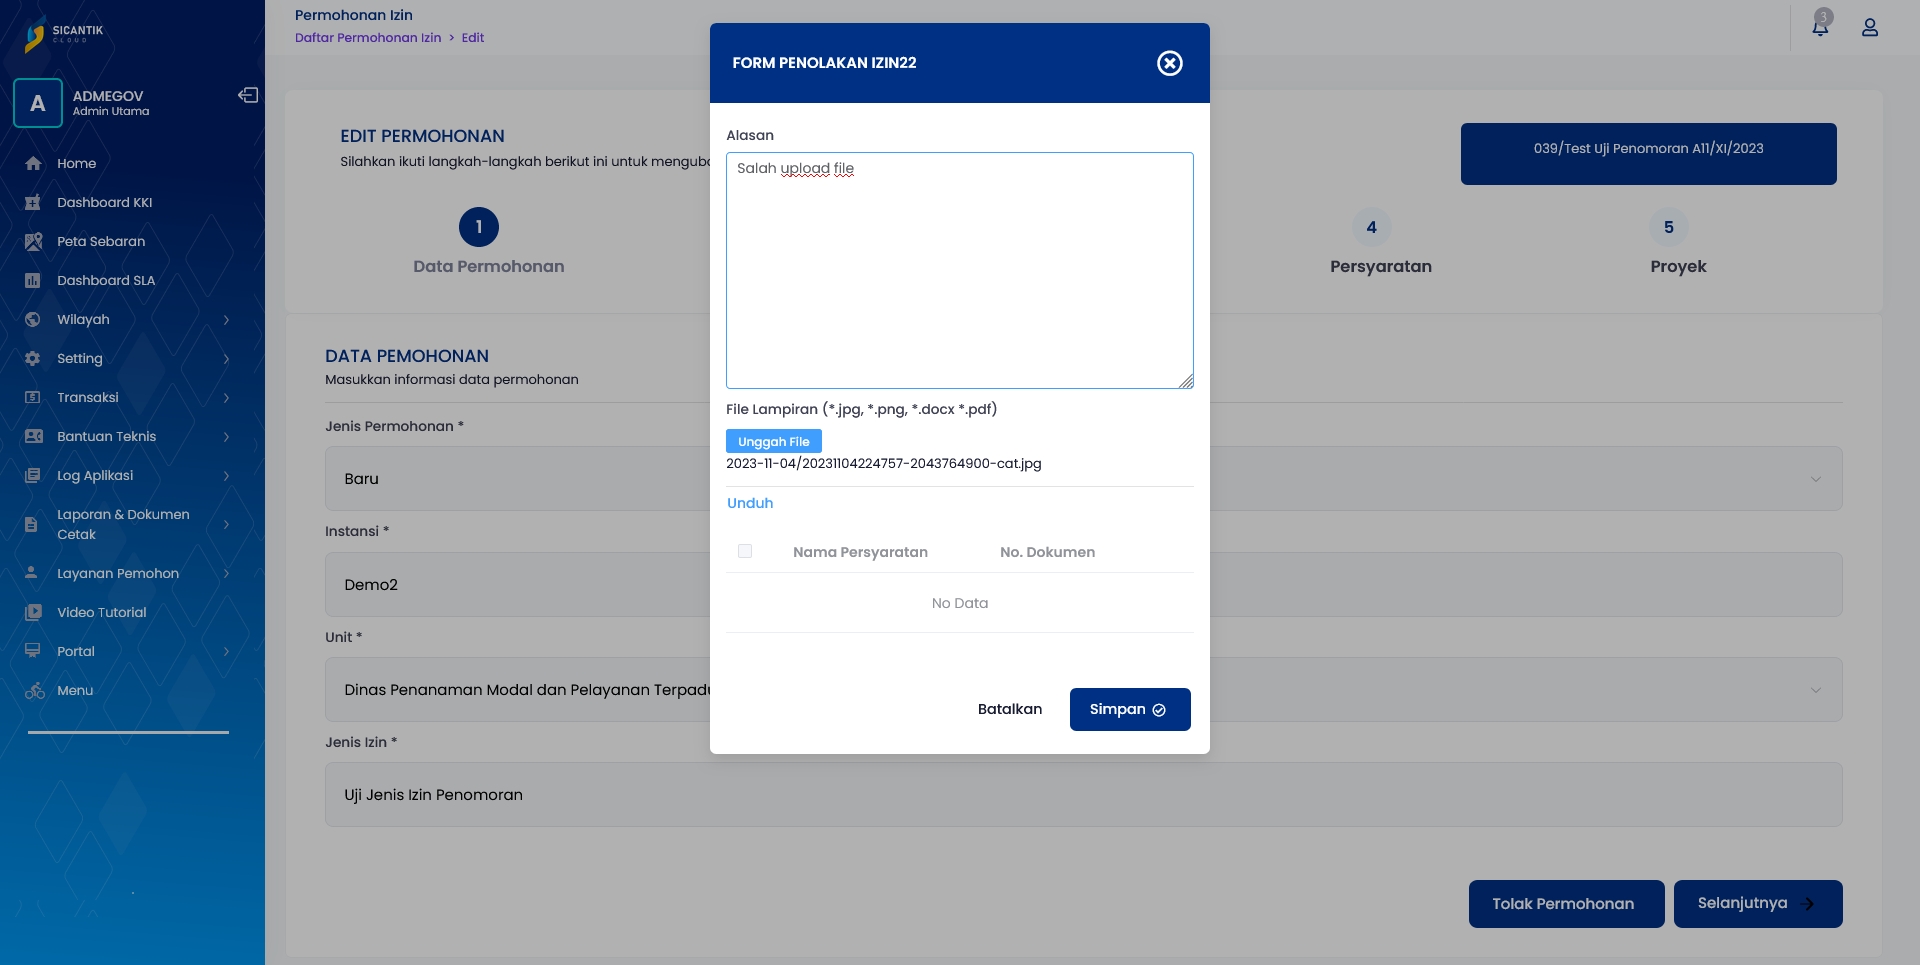 SICANTIK
CLOUD
A
ADMEGOV
Admin Utama
Home
Dashboard KKI
Peta Sebaran
Dashboard SLA
Wilayah
Setting
Transaksi
Bantuan Teknis
Log Aplikasi
Laporan & Dokumen
Cetak
Layanan Pemohon
Video Tutorial
Portal
Menu
Permohonan Izin
Daftar Permohonan Izin > Edit
3
EDIT PERMOHONAN
Silahkan ikuti langkah-langkah berikut ini untuk menguba
039/Test Uji Penomoran A11/XI/2023
1
Data Permohonan
4
Persyaratan
5
Proyek
DATA PEMOHONAN
Masukkan informasi data permohonan
Jenis Permohonan *
Baru
Instansi *
Demo2
Unit *
Dinas Penanaman Modal dan Pelayanan Terpadu
Jenis Izin *
Uji Jenis Izin Penomoran
Tolak Permohonan
Selanjutnya
FORM PENOLAKAN IZIN22
Alasan
Salah upload file
File Lampiran (*.jpg, *.png, *.docx *.pdf)
Unggah File
2023-11-04/20231104224757-2043764900-cat.jpg
Unduh
Nama Persyaratan No. Dokumen
No Data
Batalkan
Simpan